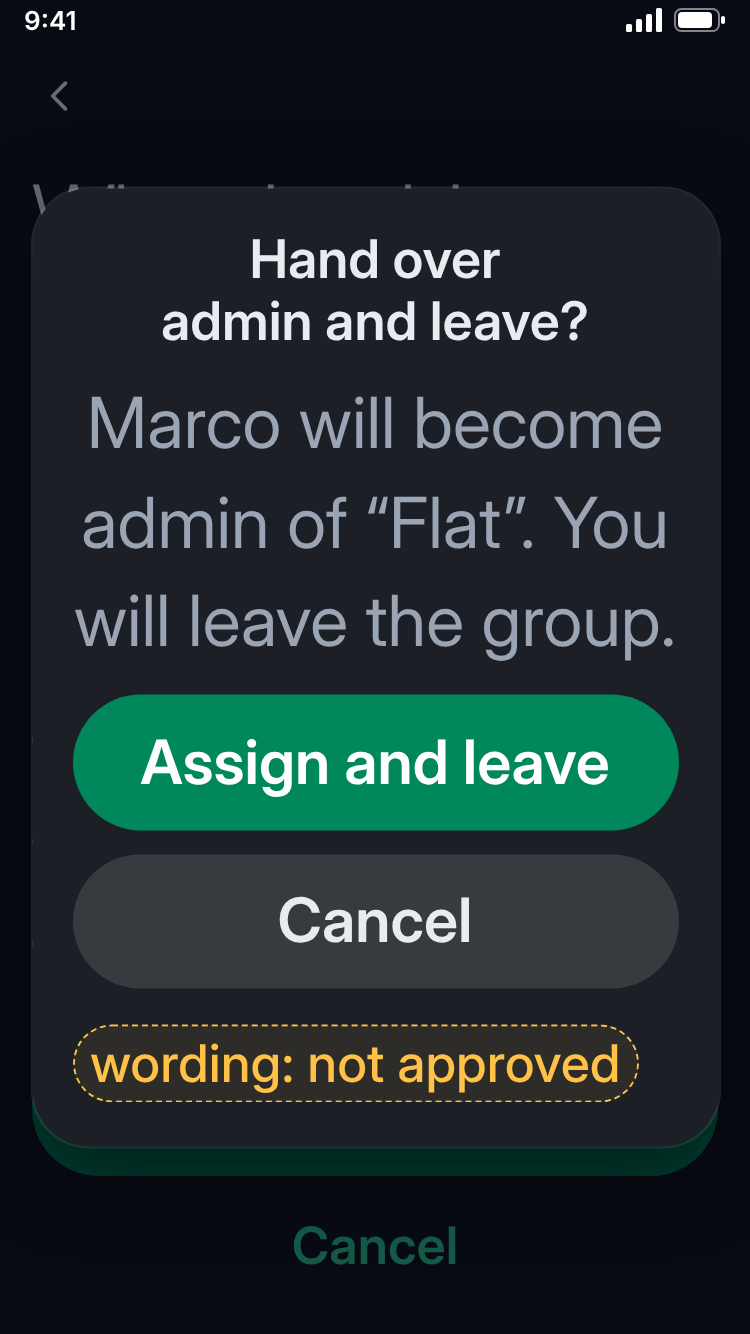 9:41
Hand over
admin and leave?
Marco will become
admin of “Flat”. You
will leave the group.
Assign and leave
Cancel
wording: not approved
Cancel